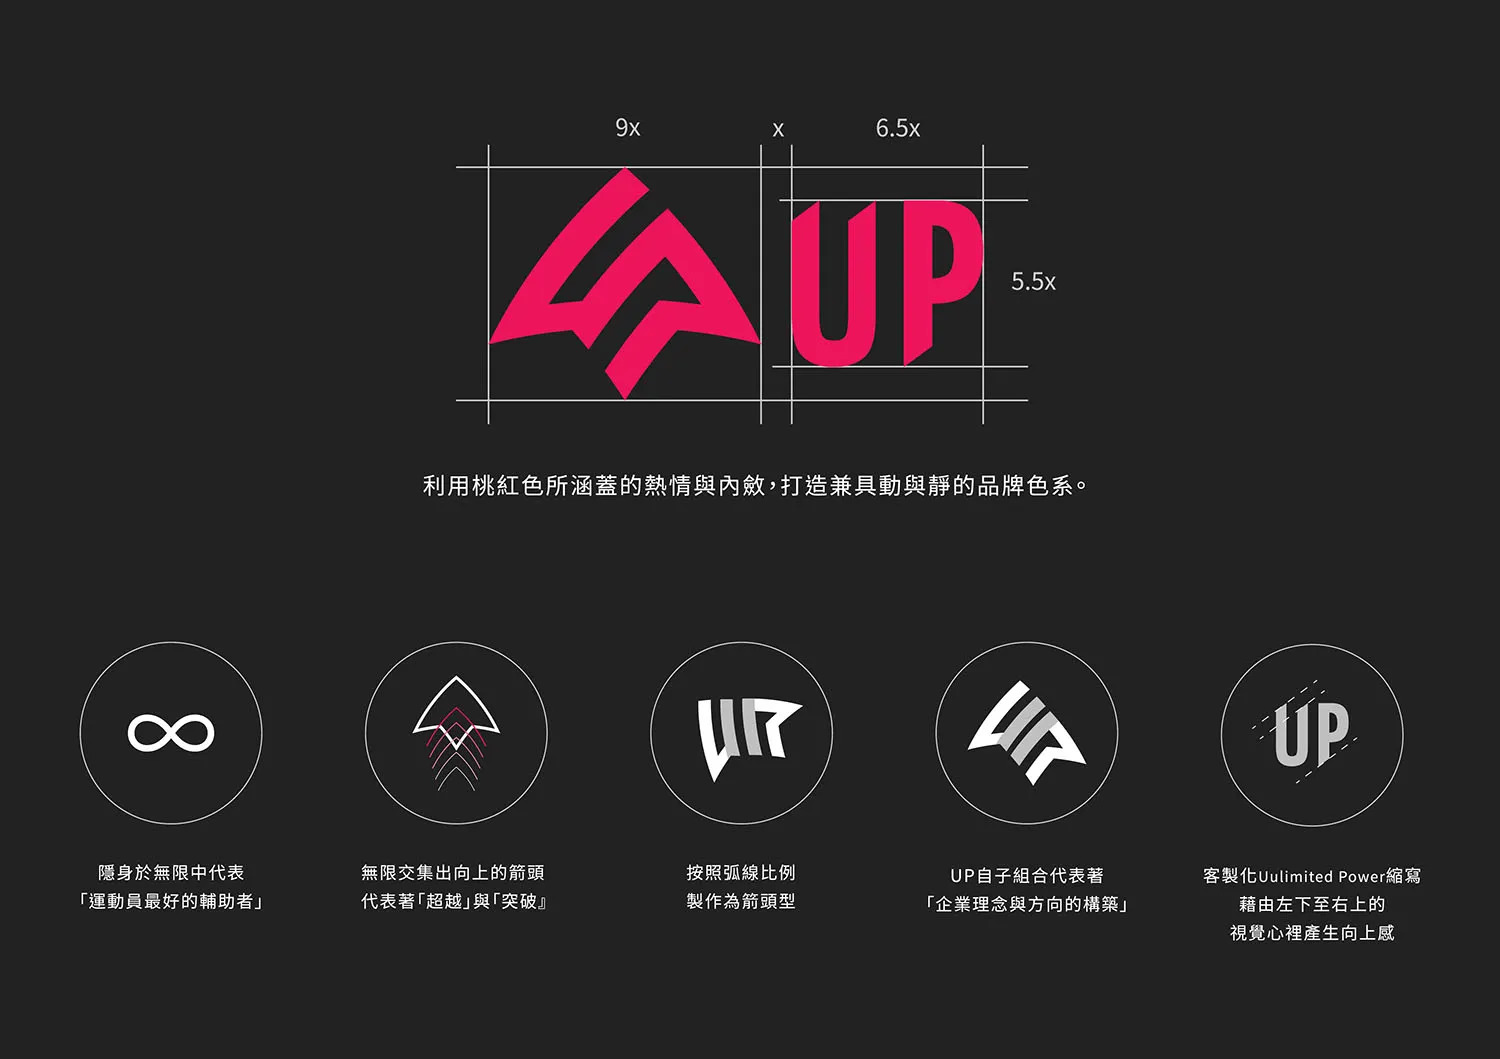 9x
x
6.5x
UP
5.5x
利用桃紅色所涵蓋的熱情與內斂，打造兼具動與靜的品牌色系。
UP
UP
UP
隱身於無限中代表
「運動員最好的輔助者」
無限交集出向上的箭頭
代表著「超越」與「突破』
按照弧線比例
製作為箭頭型
UP自子組合代表著
「企業理念與方向的構築」
客製化Uulimited Power縮寫
藉由左下至右上的
視覺心裡產生向上感